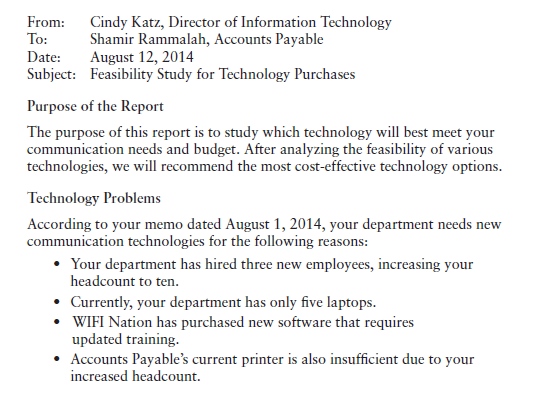 From: Cindy Katz, Director of Information Technology
To: Shamir Rammalah, Accounts Payable
Date: August 12, 2014
Subject: Feasibility Study for Technology Purchases
Purpose of the Report
The purpose of this report is to study which technology will best meet your
communication needs and budget. After analyzing the feasibility of various
technologies, we will recommend the most cost-effective technology options.
Technology Problems
According to your memo dated August 1, 2014, your department needs new
communication technologies for the following reasons:
• Your department has hired three new employees, increasing your
headcount to ten.
• Currently, your department has only five laptops.
• WIFI Nation has purchased new software that requires
updated training.
• Accounts Payable’s current printer is also insufficient due to your
increased headcount.